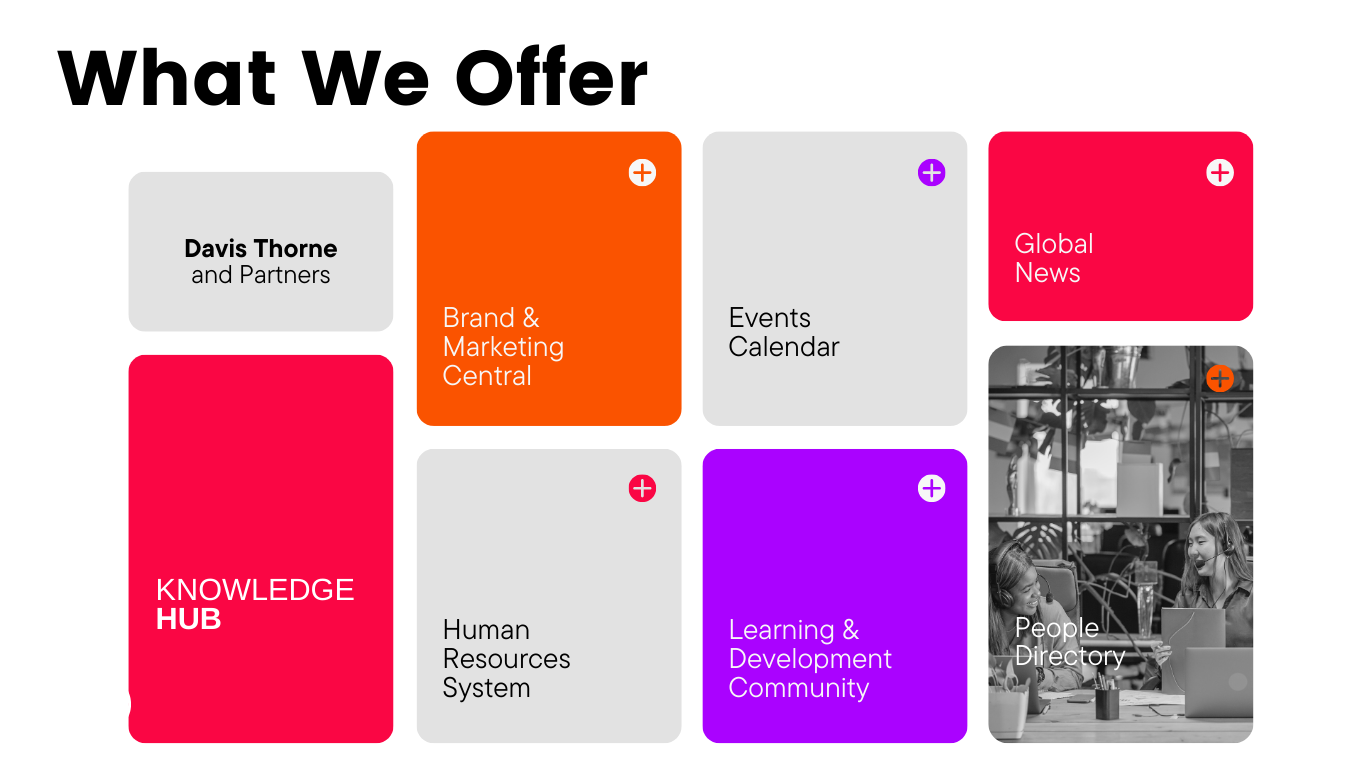 What We Offer
Davis Thorne
and Partners
KNOWLEDGE
HUB
Brand &
Marketing
Central
Human
Resources
System
Events
Calendar
Learning &
Development
Community
Global
News
People
Directory